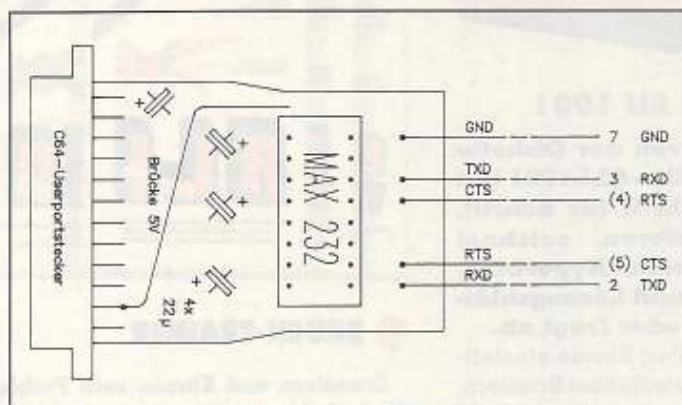 C64-Userportstecker
Brücke 5V
4x
22µ
MAX 232
GND 7 GND
TXD 3 RXD
CTS (4) RTS
RTS (5) CTS
RXD 2 TXD